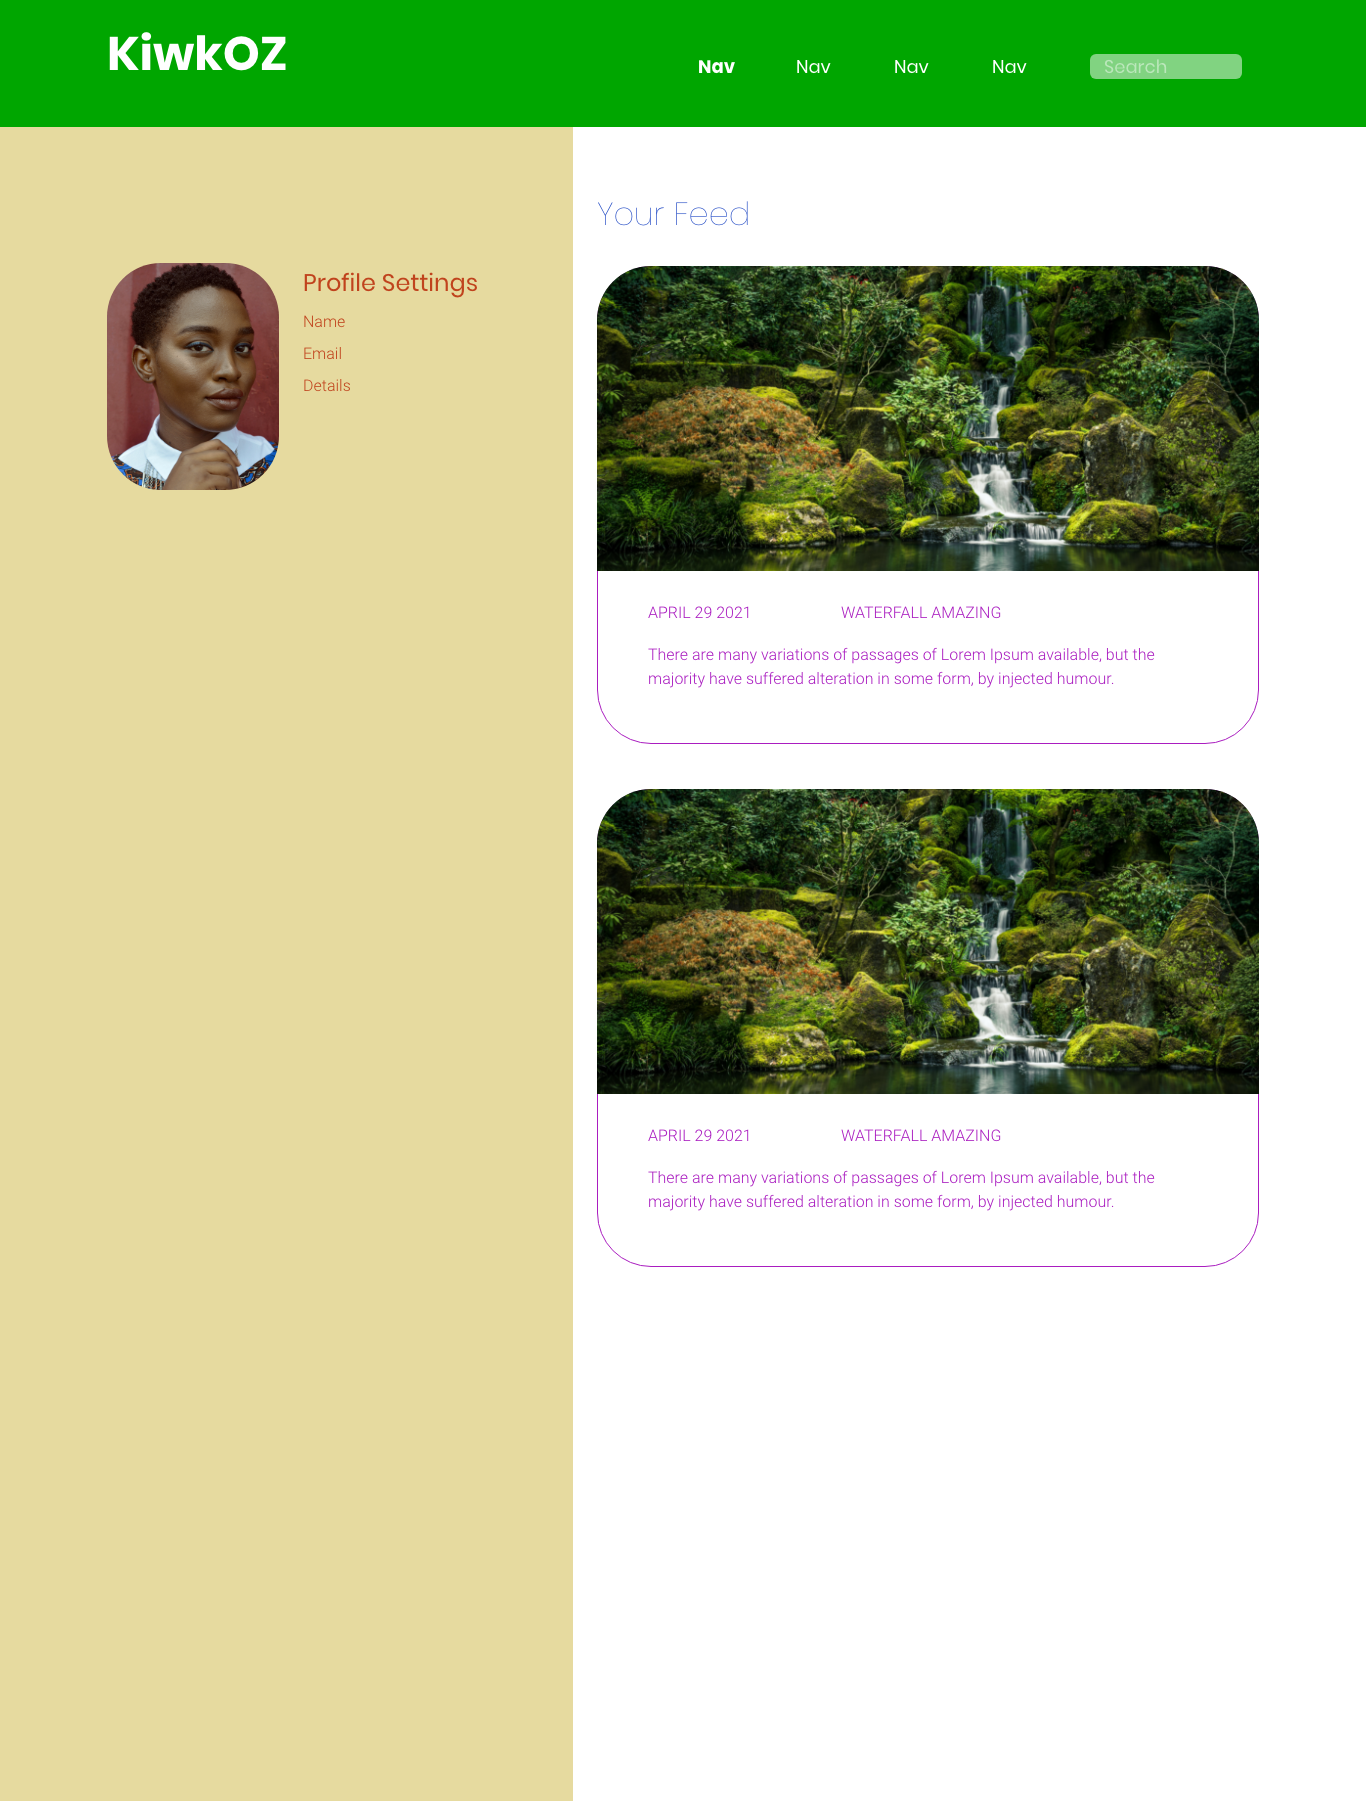 KiwkOZ
Nav Nav Nav Nav Search
Your Feed
Profile Settings
Name
Email
Details
APRIL 29 2021 WATERFALL AMAZING
There are many variations of passages of Lorem Ipsum available, but the
majority have suffered alteration in some form, by injected humour.
APRIL 29 2021 WATERFALL AMAZING
There are many variations of passages of Lorem Ipsum available, but the
majority have suffered alteration in some form, by injected humour.